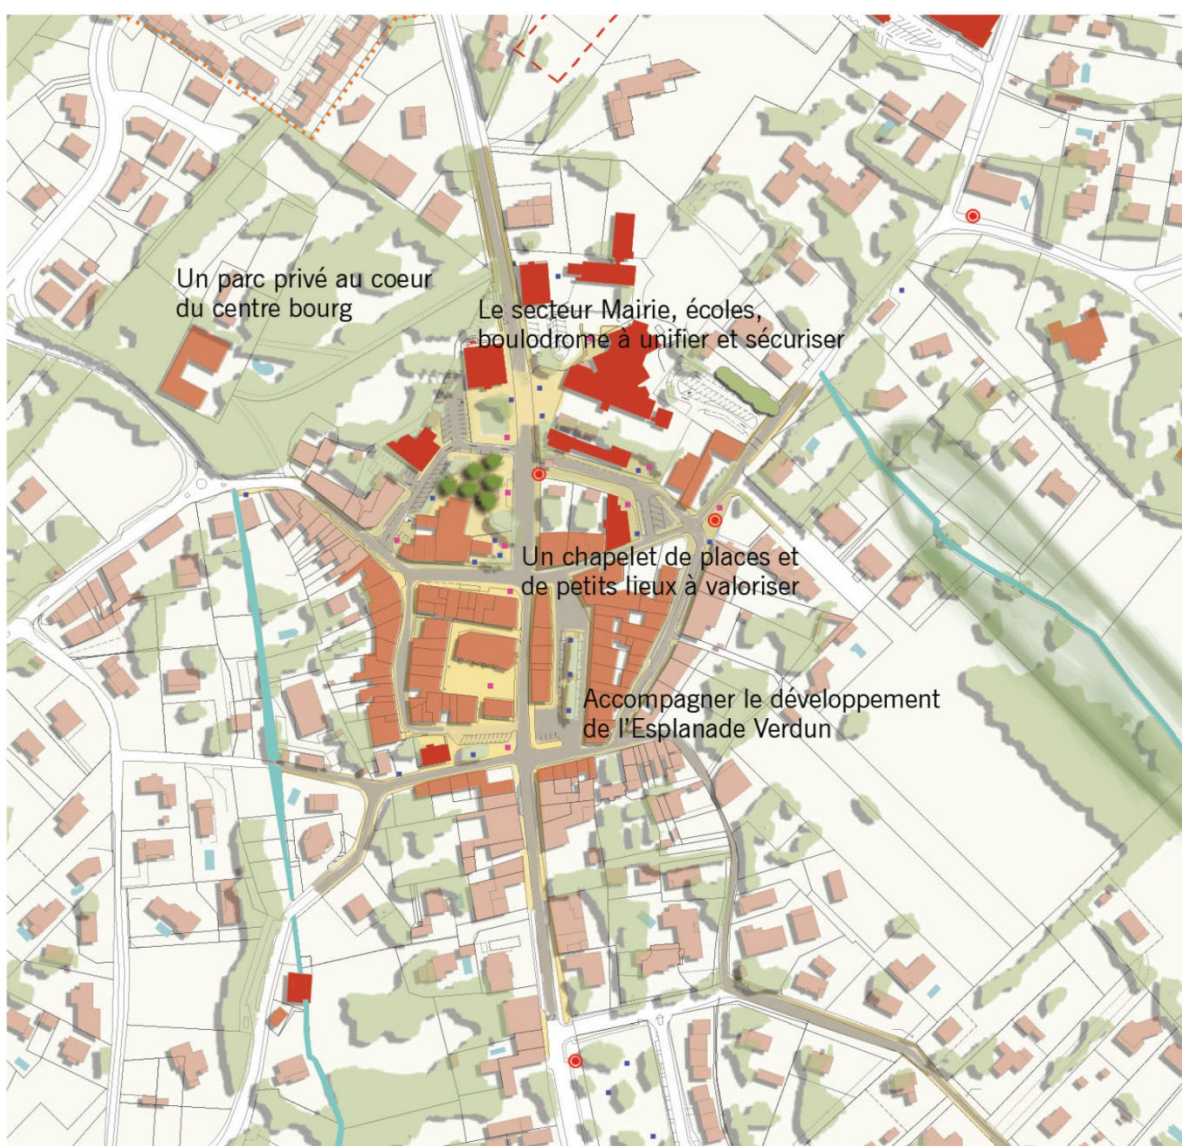 Un parc privé au coeur
du centre bourg
Le secteur Mairie, écoles,
boulodrome à unifier et sécuriser
Un chapelet de places et
de petits lieux à valoriser
Accompagner le développement
de l'Esplanade Verdun